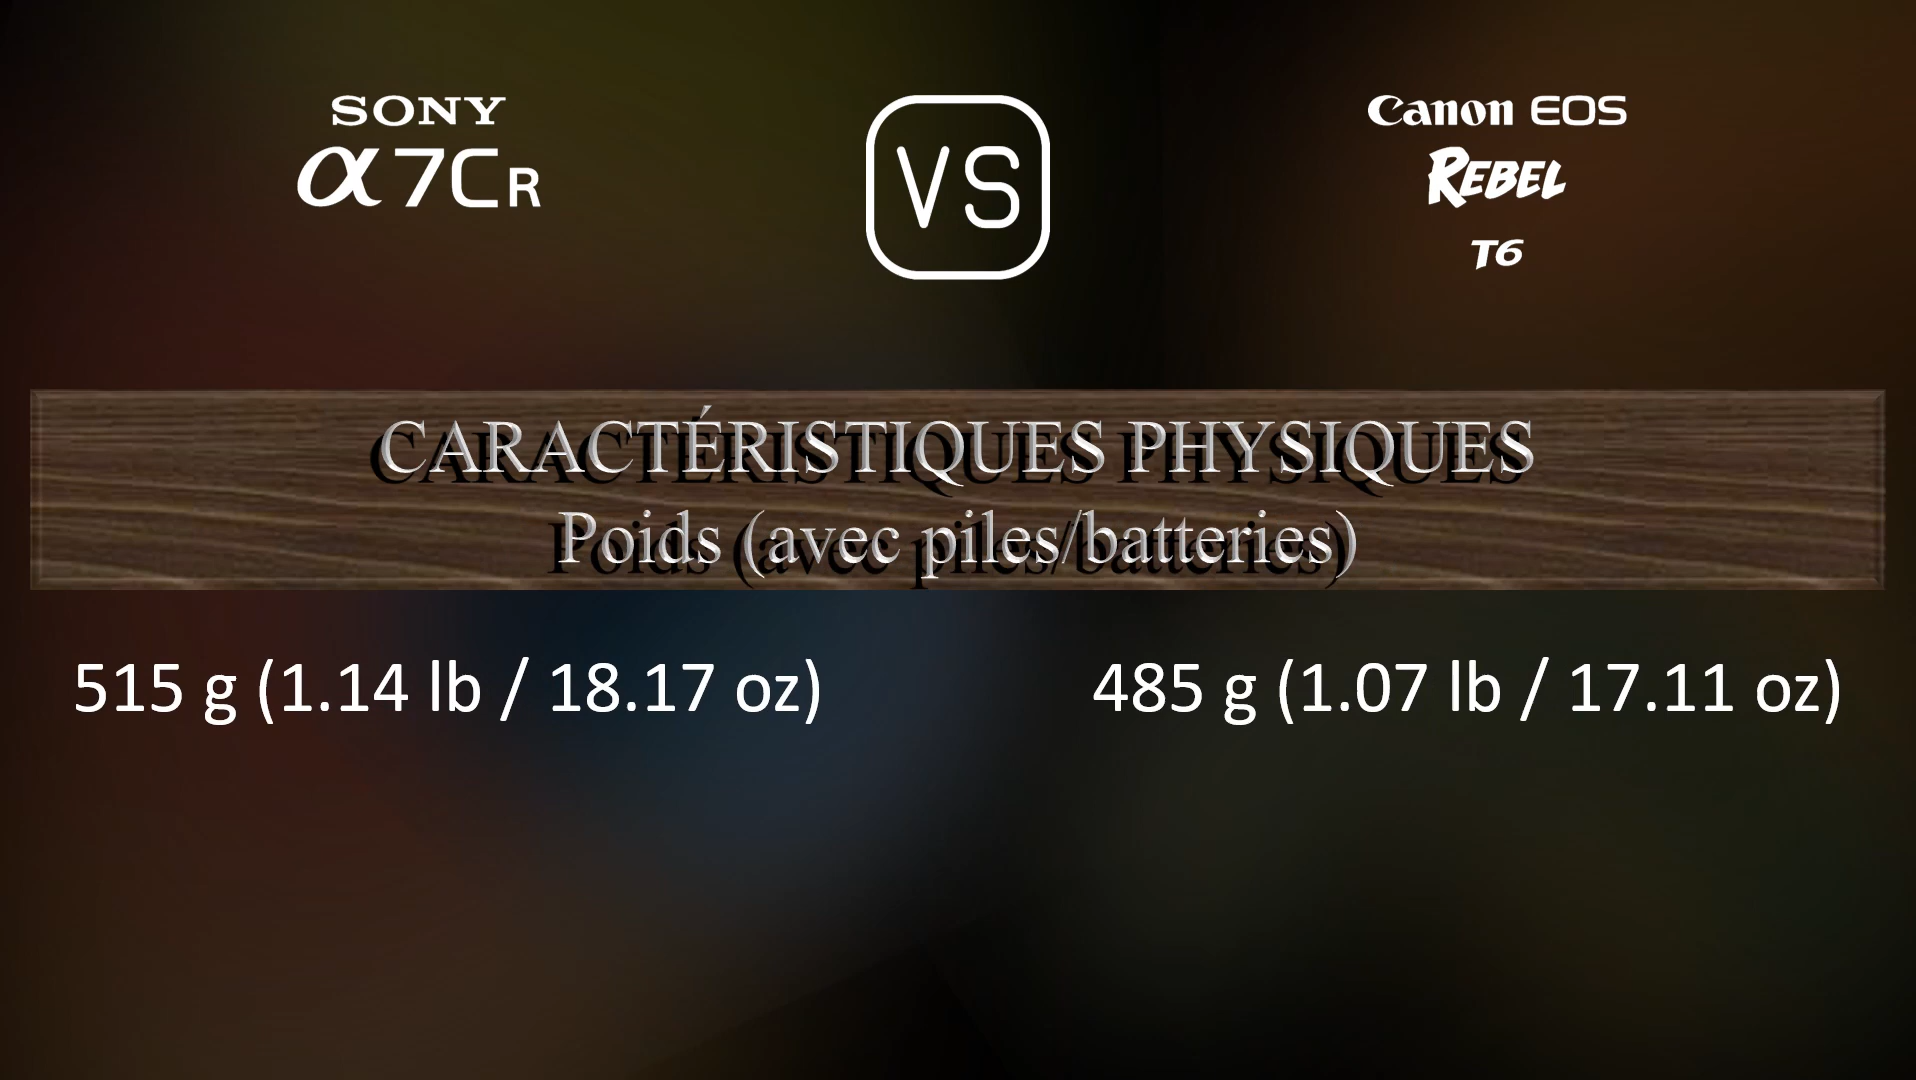 SONY
α7CR
VS
Canon EOS
REBEL
T6
CARACTÉRISTIQUES PHYSIQUES
Poids (avec piles/batteries)
515 g (1.14 lb / 18.17 oz)
485 g (1.07 lb / 17.11 oz)